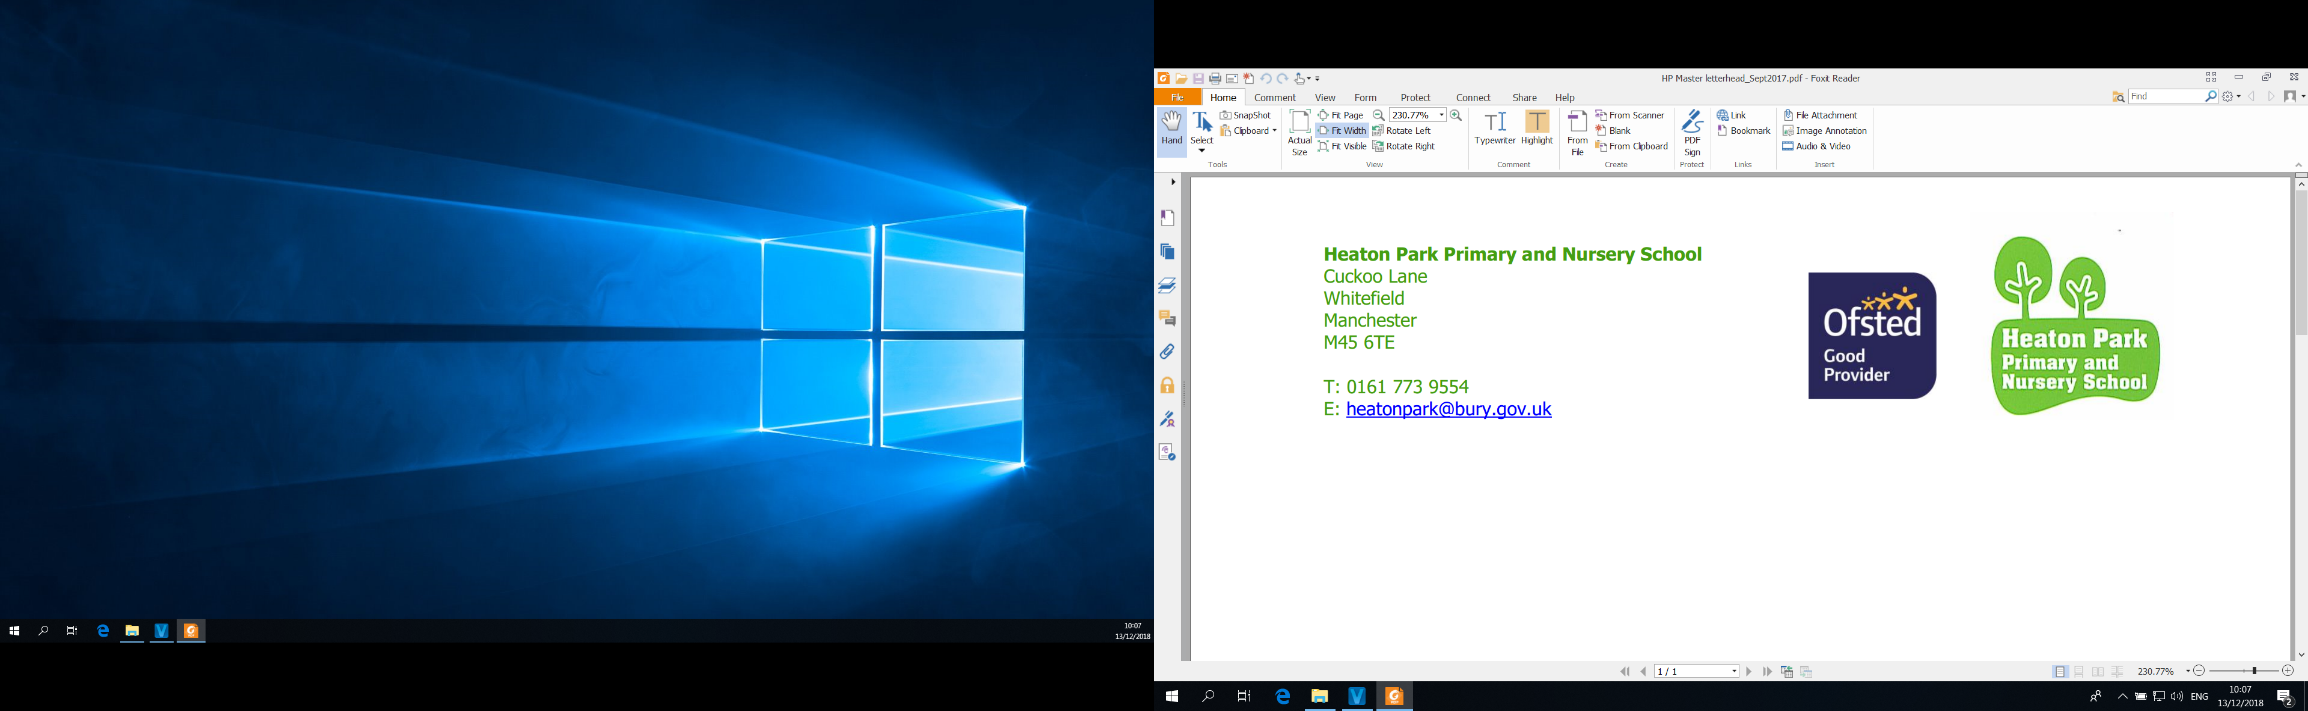 10:07
13/12/2018
HP Master letterhead_Sept2017.pdf - Foxit Reader
File Home Comment View Form Protect Connect Share Help
Find
Hand
Select
SnapShot
Clipboard
Tools
Actual Size
Fit Page
Fit Width
Fit Visible
230.77%
Rotate Left
Rotate Right
View
Typewriter
Highlight
Comment
From File
From Scanner
Blank
From Clipboard
Create
PDF Sign
Protect
Link
Bookmark
Links
File Attachment
Image Annotation
Audio & Video
Insert
Heaton Park Primary and Nursery School
Cuckoo Lane
Whitefield
Manchester
M45 6TE
T: 0161 773 9554
E: heatonpark@bury.gov.uk
Ofsted
Good
Provider
Heaton Park
Primary and
Nursery School
1 / 1
230.77%
ENG
10:07
13/12/2018
2